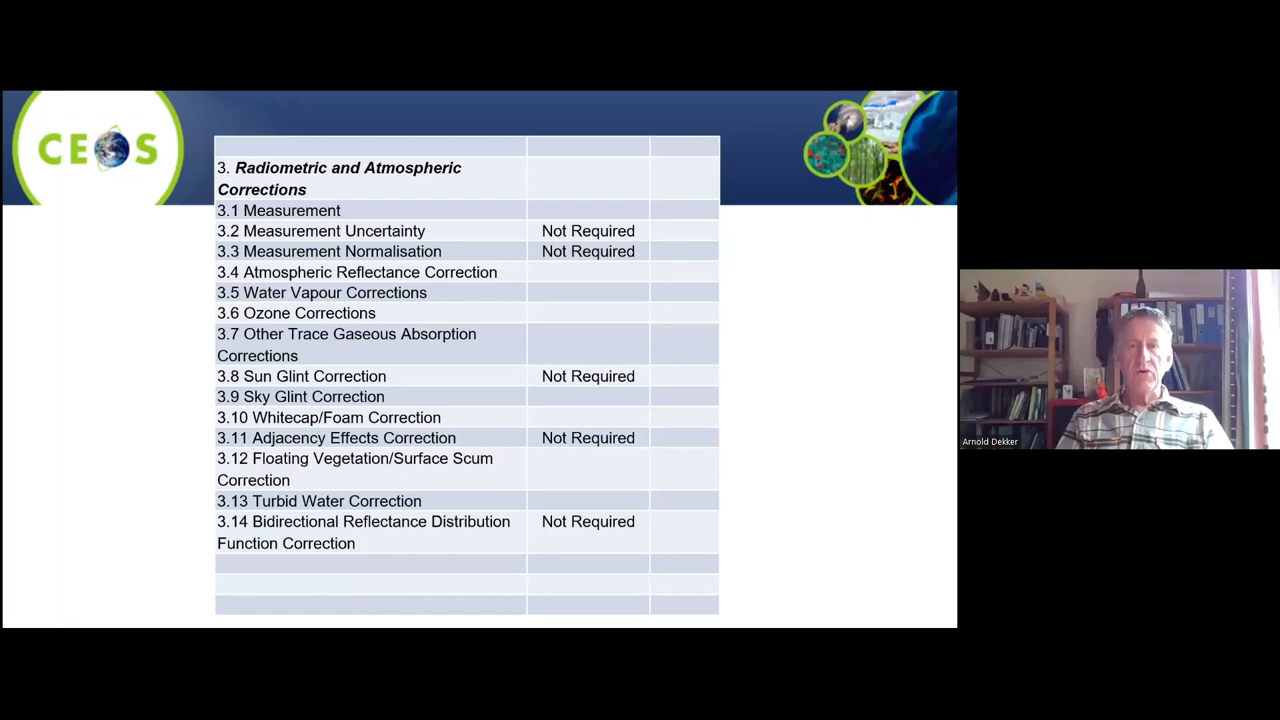 CEOS
3. Radiometric and Atmospheric
Corrections
3.1 Measurement
3.2 Measurement Uncertainty Not Required
3.3 Measurement Normalisation Not Required
3.4 Atmospheric Reflectance Correction
3.5 Water Vapour Corrections
3.6 Ozone Corrections
3.7 Other Trace Gaseous Absorption
Corrections
3.8 Sun Glint Correction Not Required
3.9 Sky Glint Correction
3.10 Whitecap/Foam Correction
3.11 Adjacency Effects Correction Not Required
3.12 Floating Vegetation/Surface Scum
Correction
3.13 Turbid Water Correction
3.14 Bidirectional Reflectance Distribution Not Required
Function Correction
Arnold Dekker